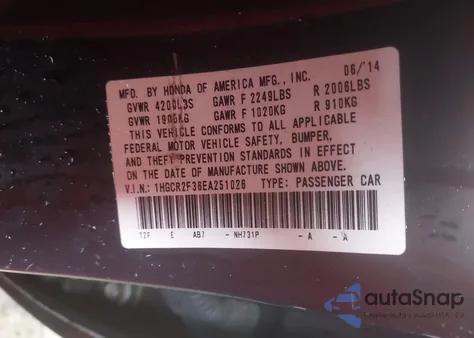 MFD. BY HONDA OF AMERICA MFG., INC. 06/14
GVWR 4200LBS GAWR F 2249LBS R 2006LBS
GVWR 1905KG GAWR F 1020KG R 910KG
THIS VEHICLE CONFORMS TO ALL APPLICABLE
FEDERAL MOTOR VEHICLE SAFETY, BUMPER,
AND THEFT PREVENTION STANDARDS IN EFFECT
ON THE DATE OF MANUFACTURE SHOWN ABOVE.
V.I.N.: 1HGCR2F36EA251026 TYPE: PASSENGER CAR
T2F E AB7 - NH731P - A - A
autoSnap